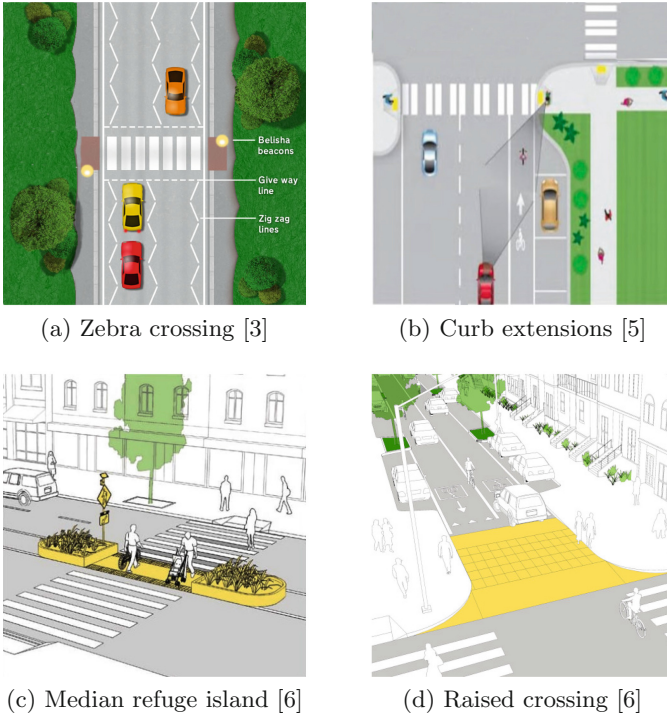 Belisha
beacons
Give way
line
Zig zag
lines
(a) Zebra crossing [3]
(b) Curb extensions [5]
(c) Median refuge island [6]
(d) Raised crossing [6]